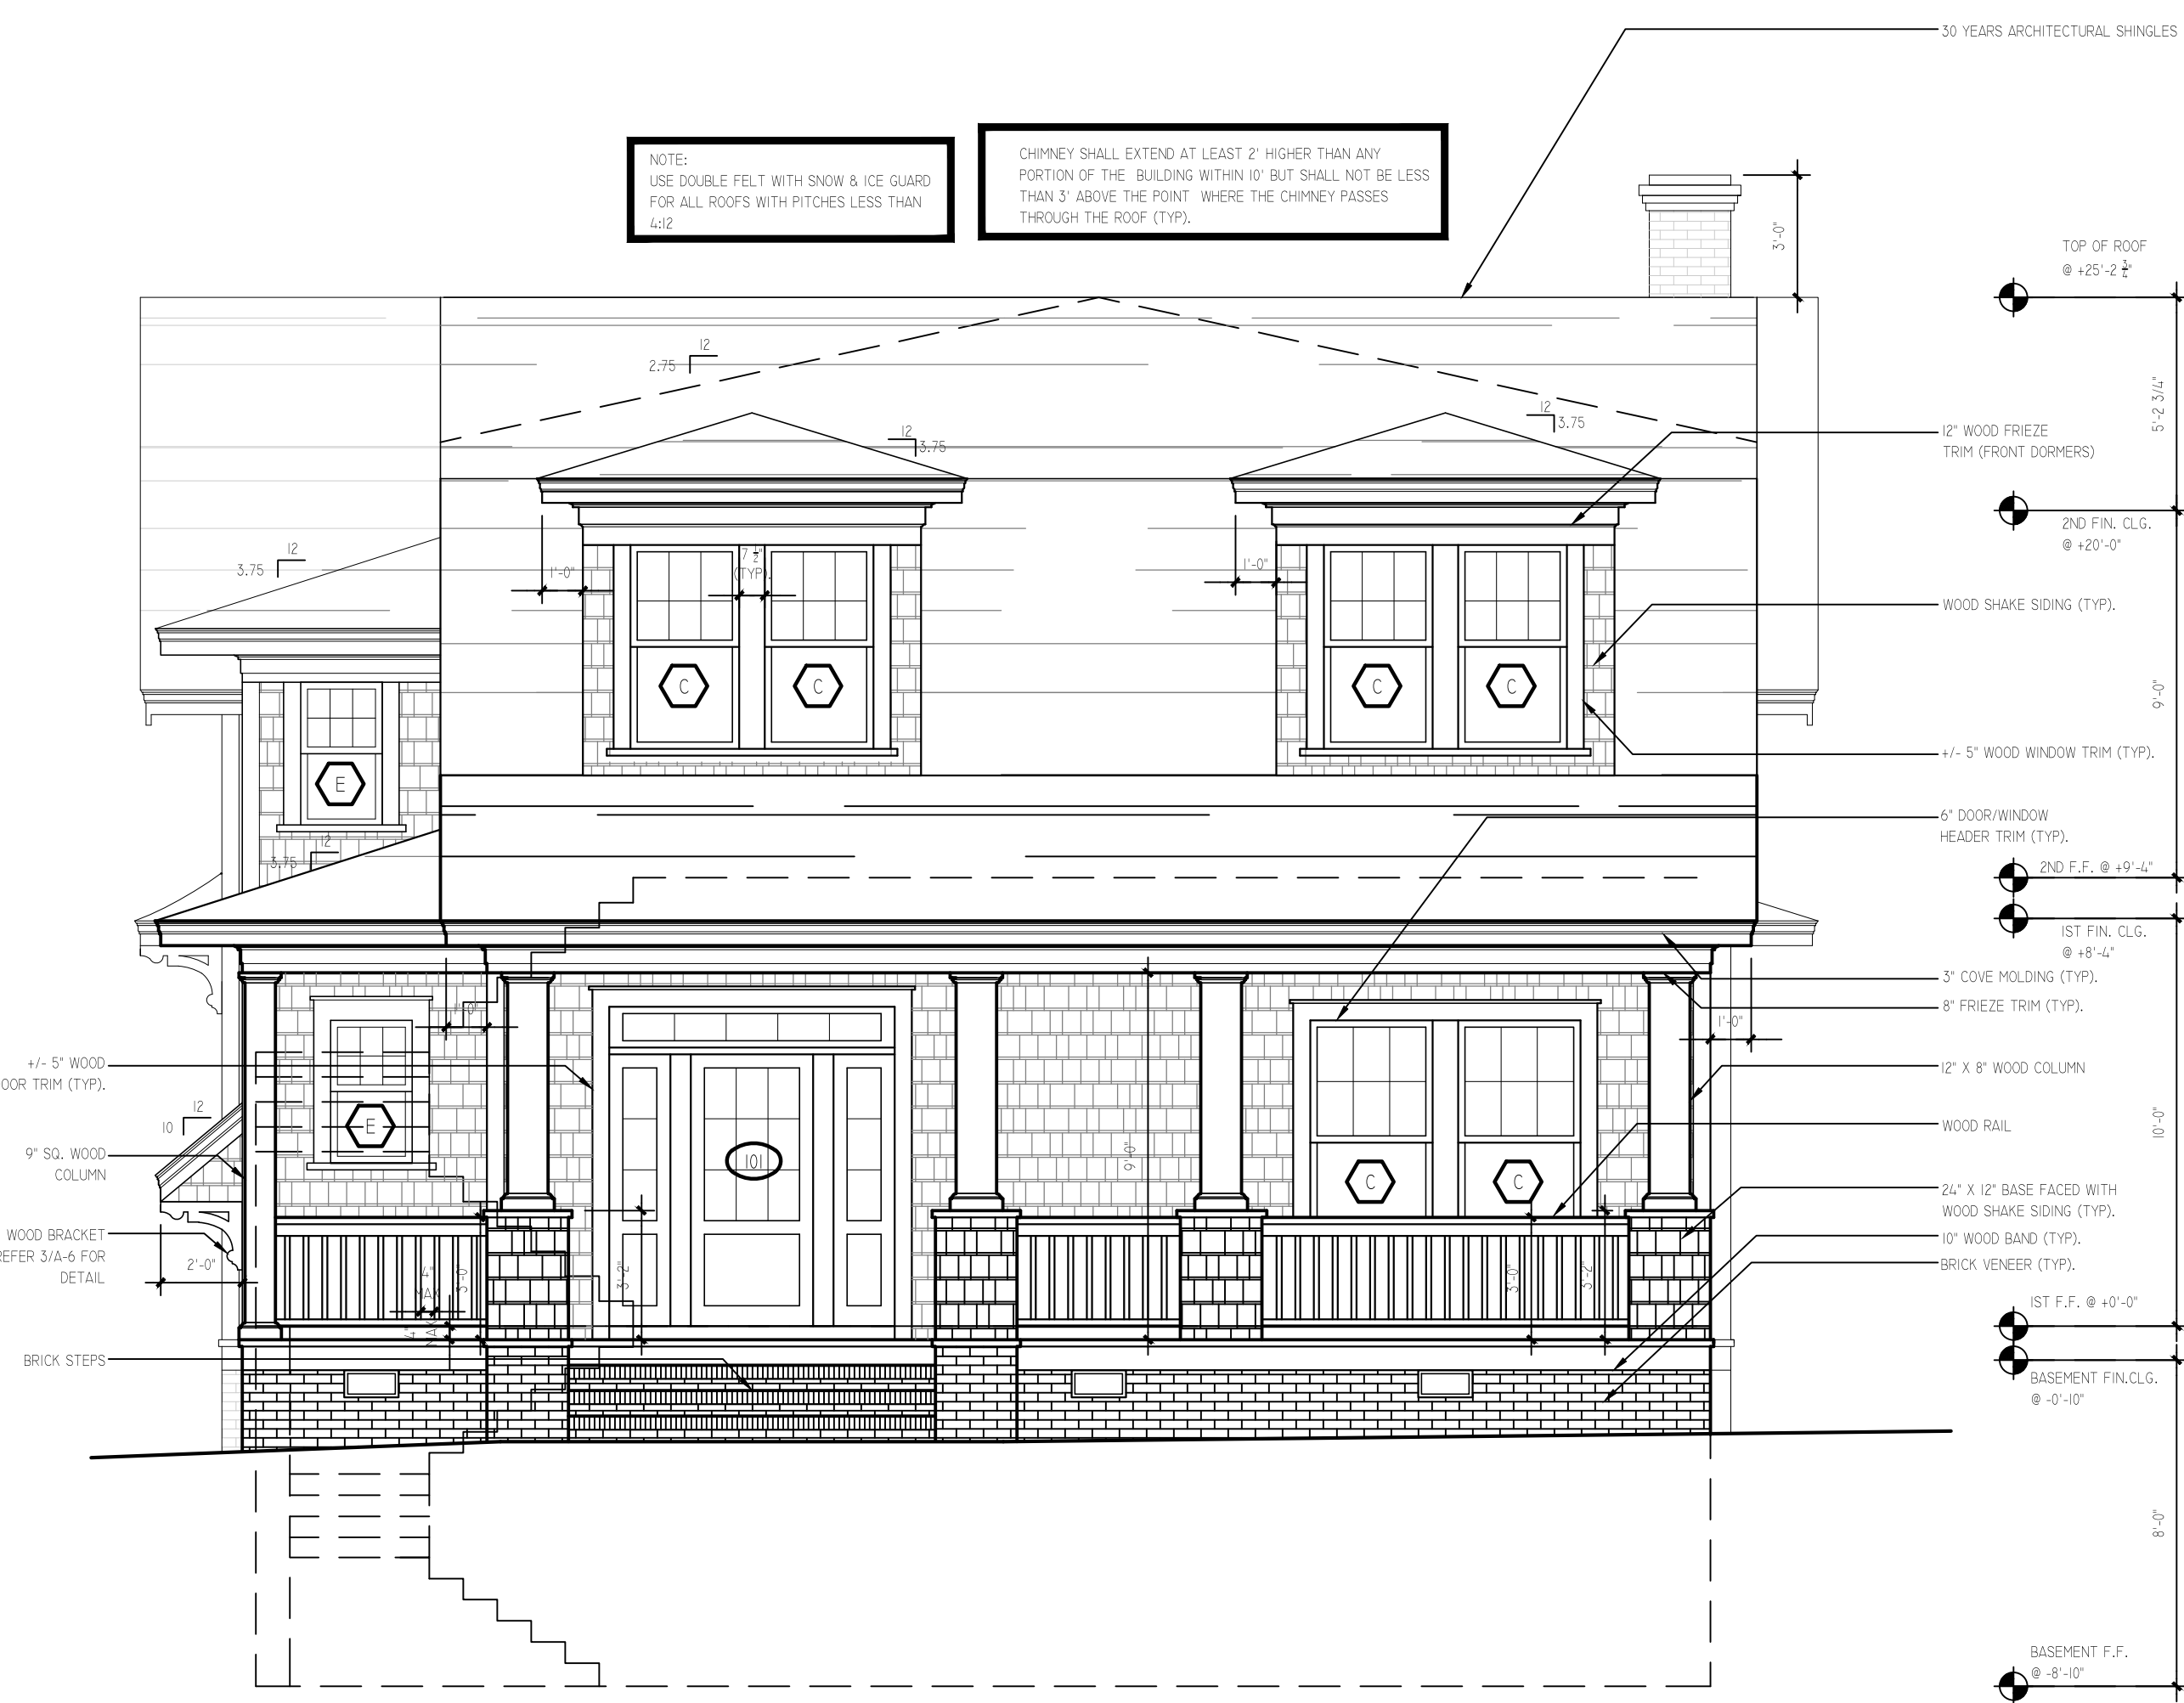 30 YEARS ARCHITECTURAL SHINGLES
NOTE:
USE DOUBLE FELT WITH SNOW & ICE GUARD
FOR ALL ROOFS WITH PITCHES LESS THAN
4:12
CHIMNEY SHALL EXTEND AT LEAST 2' HIGHER THAN ANY
PORTION OF THE BUILDING WITHIN 10' BUT SHALL NOT BE LESS
THAN 3' ABOVE THE POINT WHERE THE CHIMNEY PASSES
THROUGH THE ROOF (TYP).
3'-0"
TOP OF ROOF
@ +25'-2 3/4"
12
2.75
12
3.75
12
3.75
5'-2 3/4"
12" WOOD FRIEZE
TRIM (FRONT DORMERS)
2ND FIN. CLG.
@ +20'-0"
12
3.75
1'-0"
7 1/2"
(TYP).
1'-0"
WOOD SHAKE SIDING (TYP).
C
C
C
C
9'-0"
E
+/- 5" WOOD WINDOW TRIM (TYP).
6" DOOR/WINDOW
HEADER TRIM (TYP).
12
3.75
2ND F.F. @ +9'-4"
1ST FIN. CLG.
@ +8'-4"
3" COVE MOLDING (TYP).
8" FRIEZE TRIM (TYP).
1'-0"
1'-0"
+/- 5" WOOD
OOR TRIM (TYP).
12" X 8" WOOD COLUMN
12
10
E
WOOD RAIL
10'-0"
9" SQ. WOOD
COLUMN
101
9'-0"
C
C
24" X 12" BASE FACED WITH
WOOD SHAKE SIDING (TYP).
WOOD BRACKET
REFER 3/A-6 FOR
DETAIL
2'-0"
10" WOOD BAND (TYP).
BRICK VENEER (TYP).
4"
MAX
3'-0"
3'-2"
3'-0"
3'-2"
4"
MAX
1ST F.F. @ +0'-0"
BRICK STEPS
BASEMENT FIN.CLG.
@ -0'-10"
8'-0"
BASEMENT F.F.
@ -8'-10"